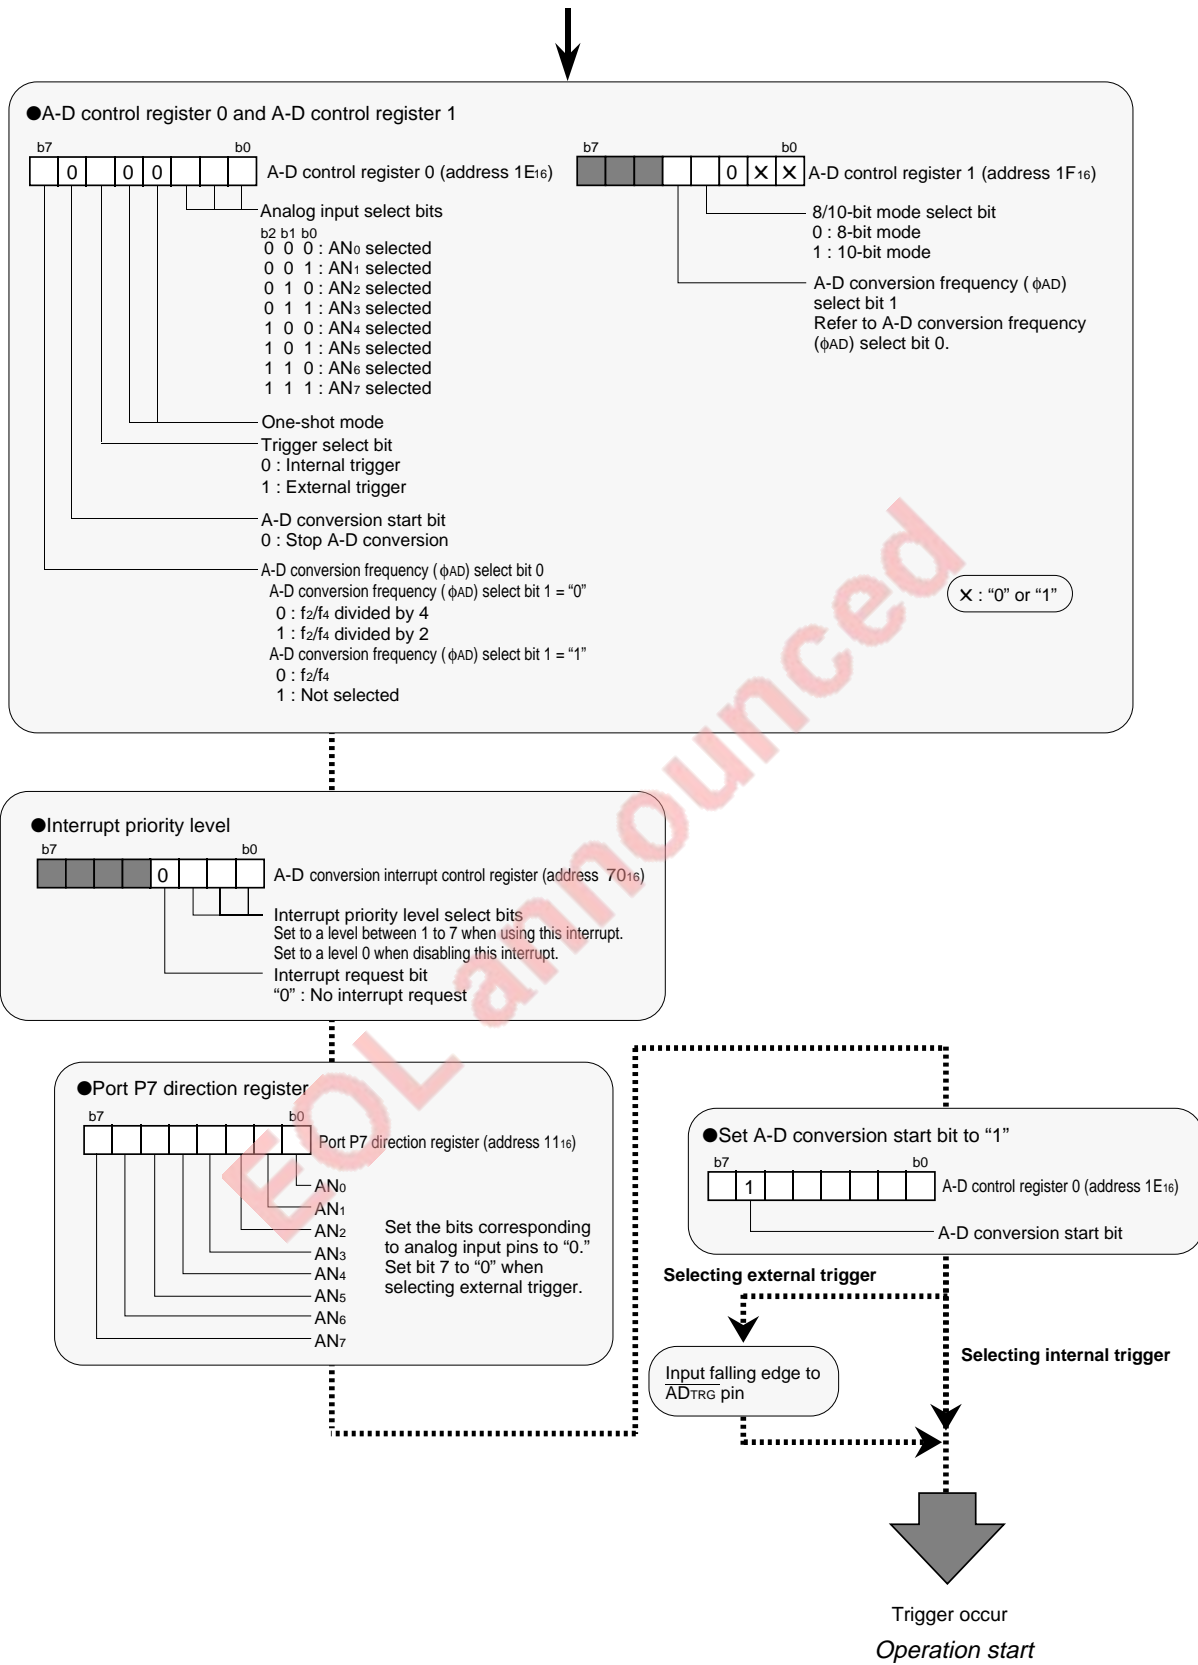 ●A-D control register 0 and A-D control register 1
b7 b0
0 0 0 A-D control register 0 (address 1E16)
Analog input select bits
b2 b1 b0
0 0 0 : AN0 selected
0 0 1 : AN1 selected
0 1 0 : AN2 selected
0 1 1 : AN3 selected
1 0 0 : AN4 selected
1 0 1 : AN5 selected
1 1 0 : AN6 selected
1 1 1 : AN7 selected
One-shot mode
Trigger select bit
0 : Internal trigger
1 : External trigger
A-D conversion start bit
0 : Stop A-D conversion
A-D conversion frequency (ϕAD) select bit 0
A-D conversion frequency (ϕAD) select bit 1 = “0”
0 : f2/f4 divided by 4
1 : f2/f4 divided by 2
A-D conversion frequency (ϕAD) select bit 1 = “1”
0 : f2/f4
1 : Not selected
b7 b0
0 ✕ ✕ A-D control register 1 (address 1F16)
8/10-bit mode select bit
0 : 8-bit mode
1 : 10-bit mode
A-D conversion frequency (ϕAD)
select bit 1
Refer to A-D conversion frequency
(ϕAD) select bit 0.
✕ : “0” or “1”
●Interrupt priority level
b7 b0
0 A-D conversion interrupt control register (address 7016)
Interrupt priority level select bits
Set to a level between 1 to 7 when using this interrupt.
Set to a level 0 when disabling this interrupt.
Interrupt request bit
“0” : No interrupt request
●Port P7 direction register
b7 b0
Port P7 direction register (address 1116)
AN0
AN1
AN2
AN3
AN4
AN5
AN6
AN7
Set the bits corresponding
to analog input pins to “0.”
Set bit 7 to “0” when
selecting external trigger.
●Set A-D conversion start bit to “1”
b7 b0
1 A-D control register 0 (address 1E16)
A-D conversion start bit
Selecting external trigger
Input falling edge to
ADTRG pin
Selecting internal trigger
Trigger occur
Operation start
EOL announced